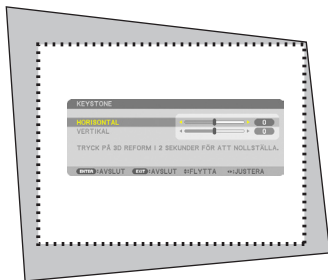 KEYSTONE
HORISONTAL 0
VERTIKAL 0
TRYCK PÅ 3D REFORM I 2 SEKUNDER FÖR ATT NOLLSTÄLLA.
ENTER :AVSLUT EXIT :AVSLUT ↕:FLYTTA ↔:JUSTERA